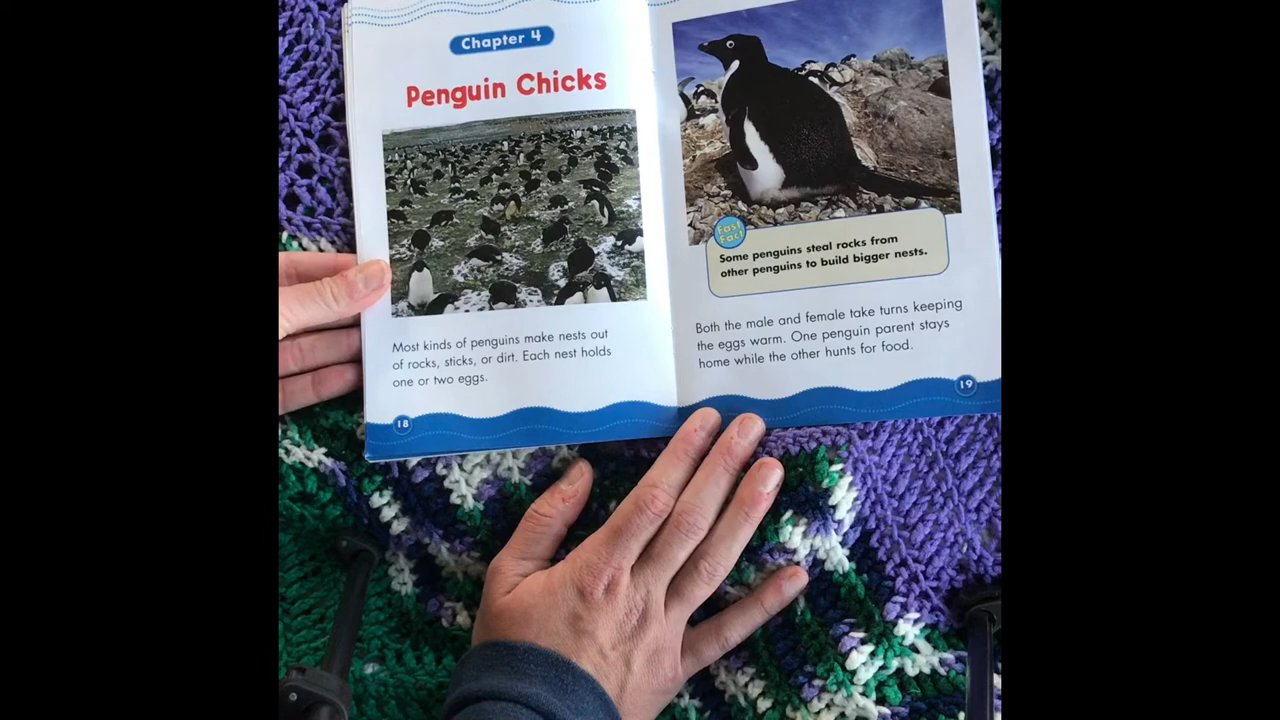 Chapter 4
Penguin Chicks
Most kinds of penguins make nests out
of rocks, sticks, or dirt. Each nest holds
one or two eggs.
18
Fast
Fact
Some penguins steal rocks from
other penguins to build bigger nests.
Both the male and female take turns keeping
the eggs warm. One penguin parent stays
home while the other hunts for food.
19